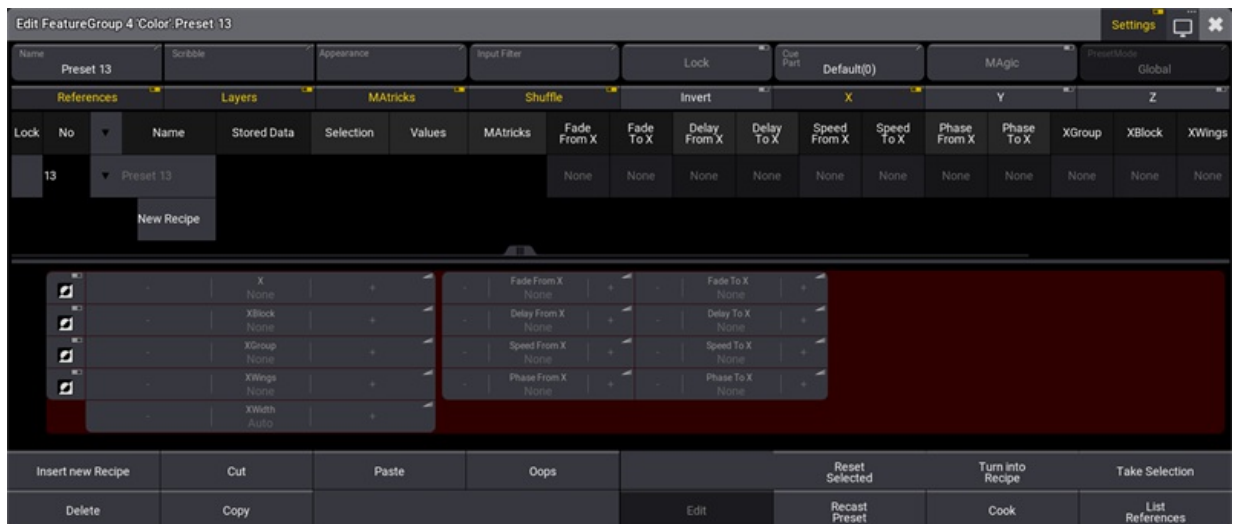 Edit FeatureGroup 4 'Color'.Preset 13
Settings
Name
Preset 13
Scribble
Appearance
Input Filter
Lock
Cue Part
Default(0)
MAgic
PresetMode
Global
References
Layers
MAtricks
Shuffle
Invert
X
Y
Z
Lock No Name Stored Data Selection Values MAtricks Fade From X Fade To X Delay From X Delay To X Speed From X Speed To X Phase From X Phase To X XGroup XBlock XWings
13 Preset 13 None None None None None None None None None None None
New Recipe
- X None + - Fade From X None + - Fade To X None +
- XBlock None + - Delay From X None + - Delay To X None +
- XGroup None + - Speed From X None + - Speed To X None +
- XWings None + - Phase From X None + - Phase To X None +
- XWidth Auto +
Insert new Recipe Cut Paste Oops Reset Selected Turn into Recipe Take Selection
Delete Copy Edit Recast Preset Cook List References